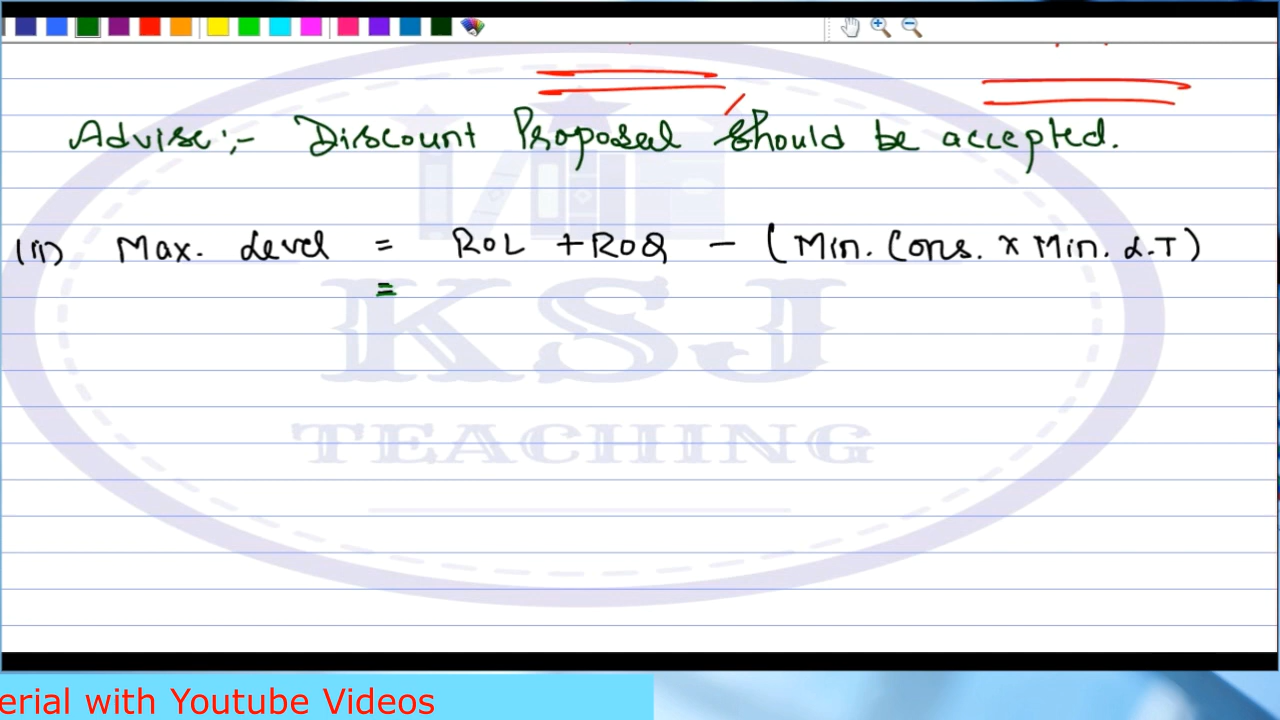 Advise:- Discount Proposal should be accepted.
(ii) Max. Level = ROL + ROQ - (Min. Cons. x Min. L.T)
=
KSJ
TEACHING
erial with Youtube Videos